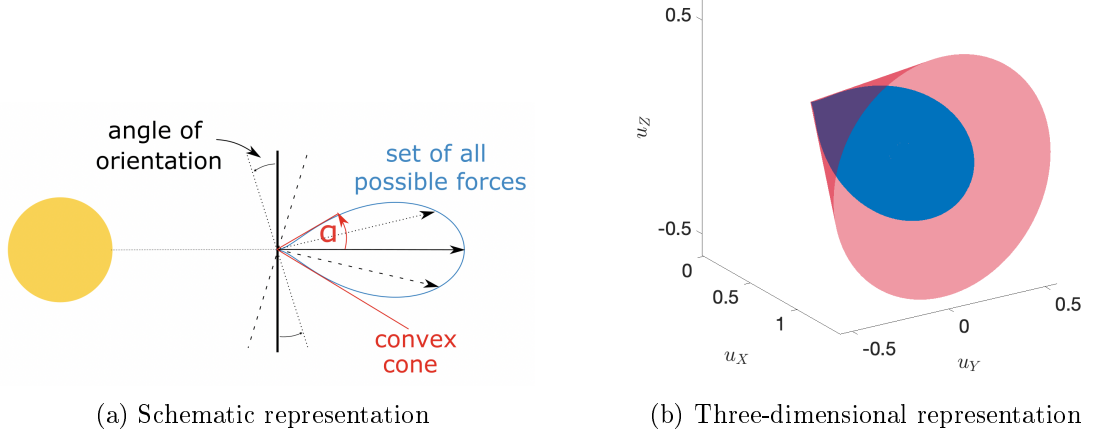 angle of
orientation
set of all
possible forces
α
convex
cone
(a) Schematic representation
0.5
-0.5
0
0.5
1
-0.5
0
0.5
u_Z
u_X
u_Y
(b) Three-dimensional representation